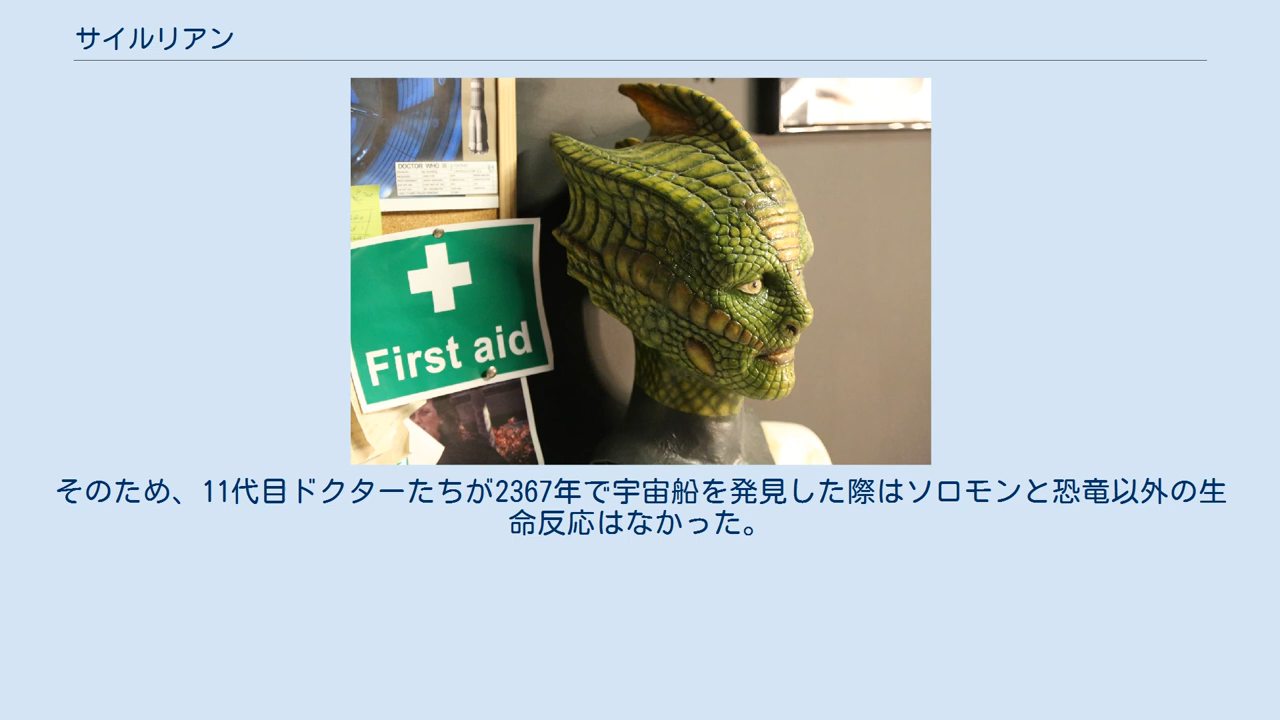 サイルリアン
DOCTOR WHO
First aid
そのため、11代目ドクターたちが2367年で宇宙船を発見した際はソロモンと恐竜以外の生
命反応はなかった。